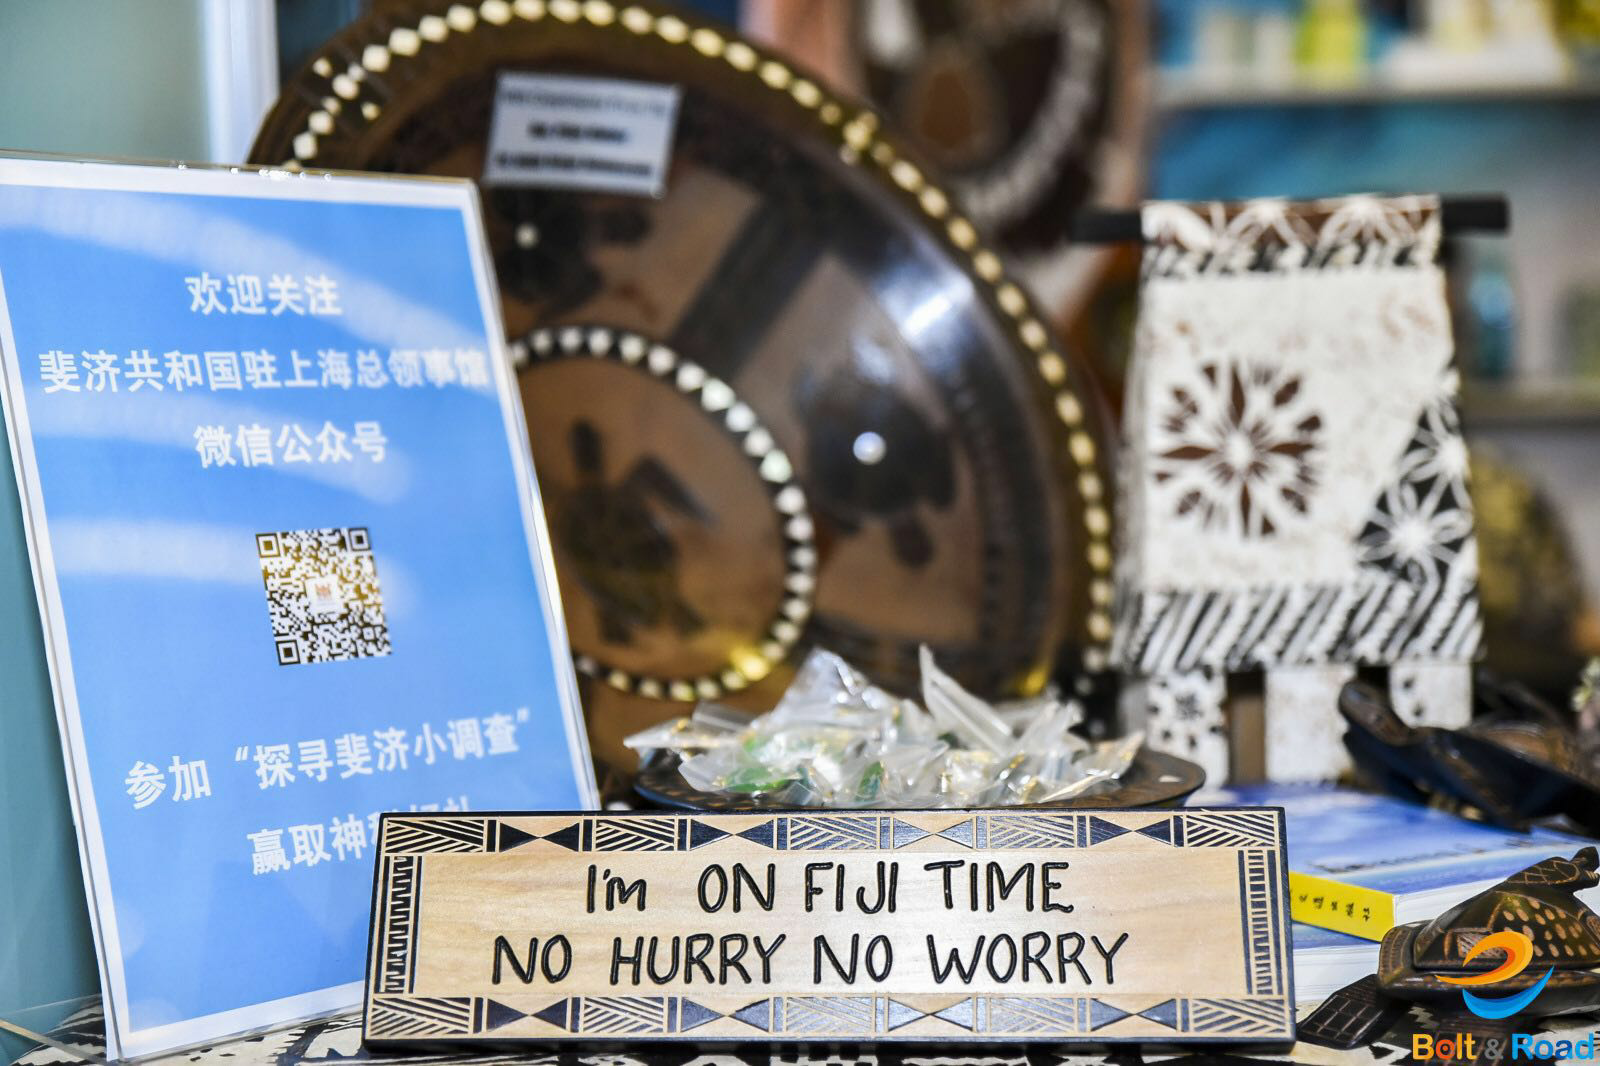 欢迎关注
斐济共和国驻上海总领事馆
微信公众号
参加“探寻斐济小调查”
赢取神
I'm ON FIJI TIME
NO HURRY NO WORRY
Bolt & Road